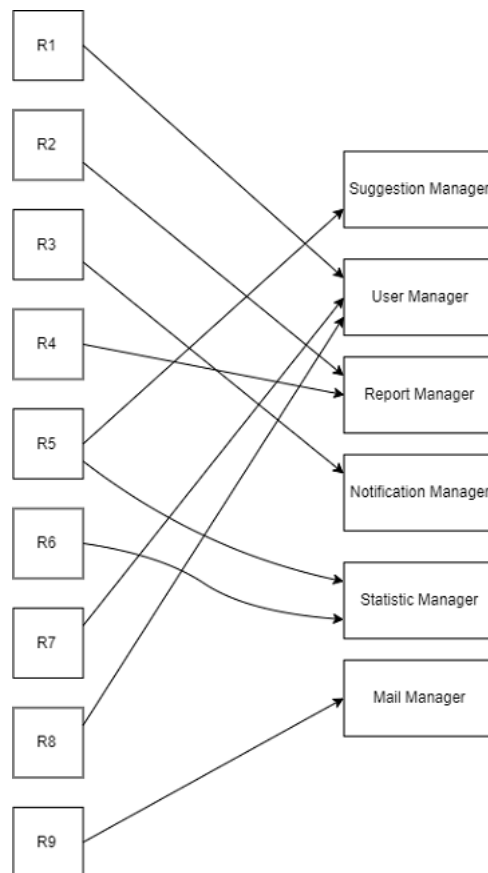 R1
R2
R3
R4
R5
R6
R7
R8
R9
Suggestion Manager
User Manager
Report Manager
Notification Manager
Statistic Manager
Mail Manager